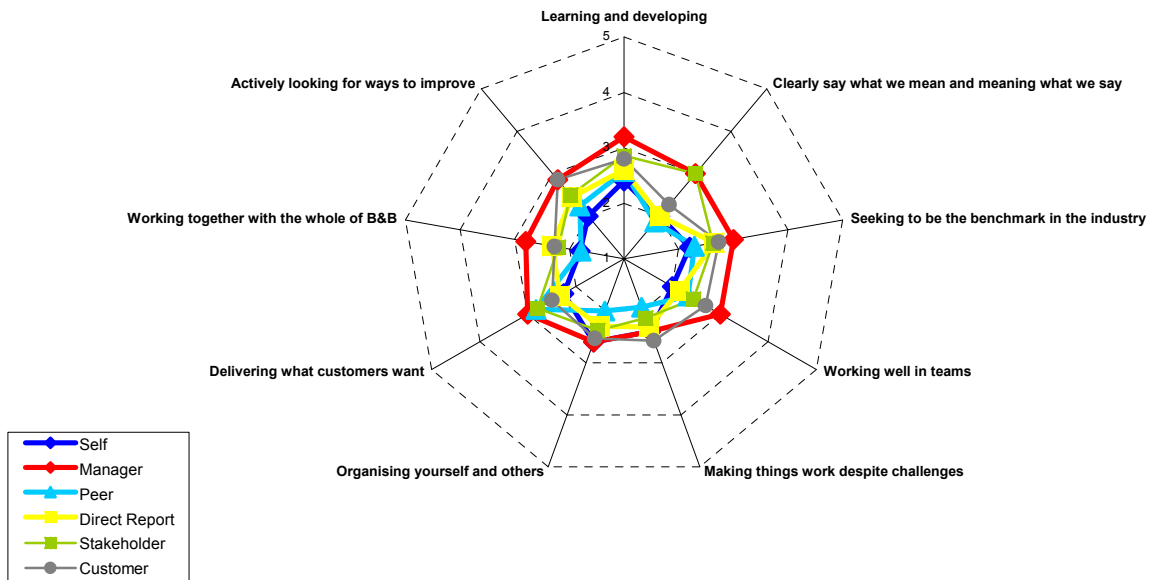 Learning and developing
5
Actively looking for ways to improve
Clearly say what we mean and meaning what we say
4
3
2
Working together with the whole of B&B
Seeking to be the benchmark in the industry
1
Delivering what customers want
Working well in teams
Organising yourself and others
Making things work despite challenges
Self
Manager
Peer
Direct Report
Stakeholder
Customer